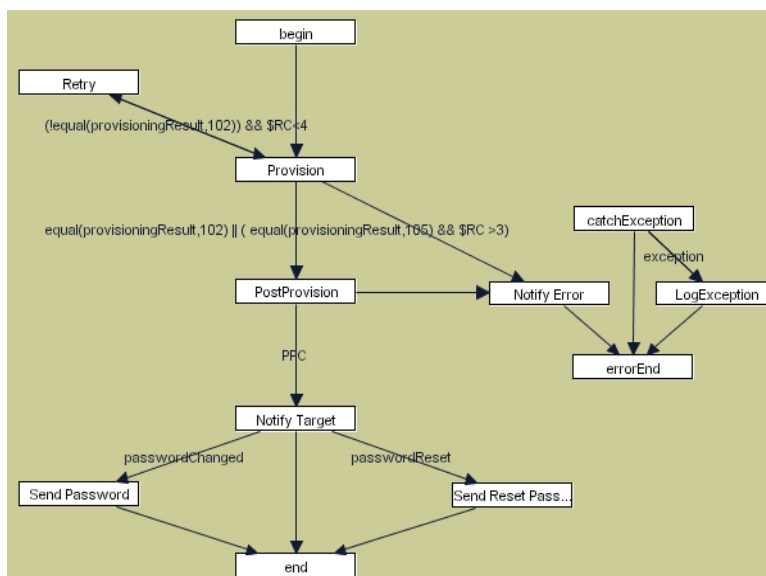 begin
Retry
(!equal(provisioningResult,102)) && $RC<4
Provision
catchException
equal(provisioningResult,102) || ( equal(provisioningResult,105) && $RC >3)
exception
PostProvision
Notify Error
LogException
PPC
errorEnd
Notify Target
passwordChanged
passwordReset
Send Password
Send Reset Pass...
end